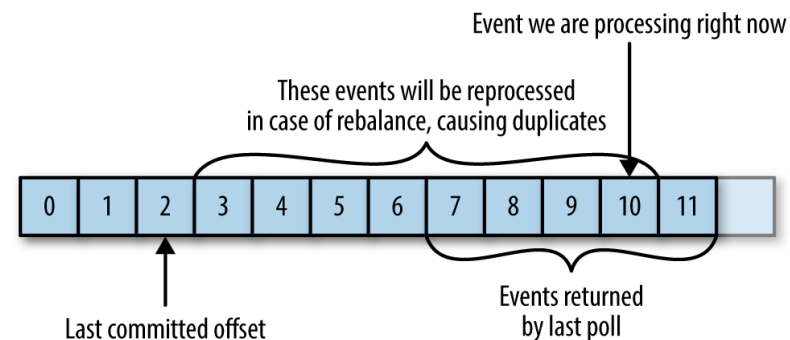 Event we are processing right now
These events will be reprocessed
in case of rebalance, causing duplicates
0 1 2 3 4 5 6 7 8 9 10 11
Last committed offset
Events returned
by last poll